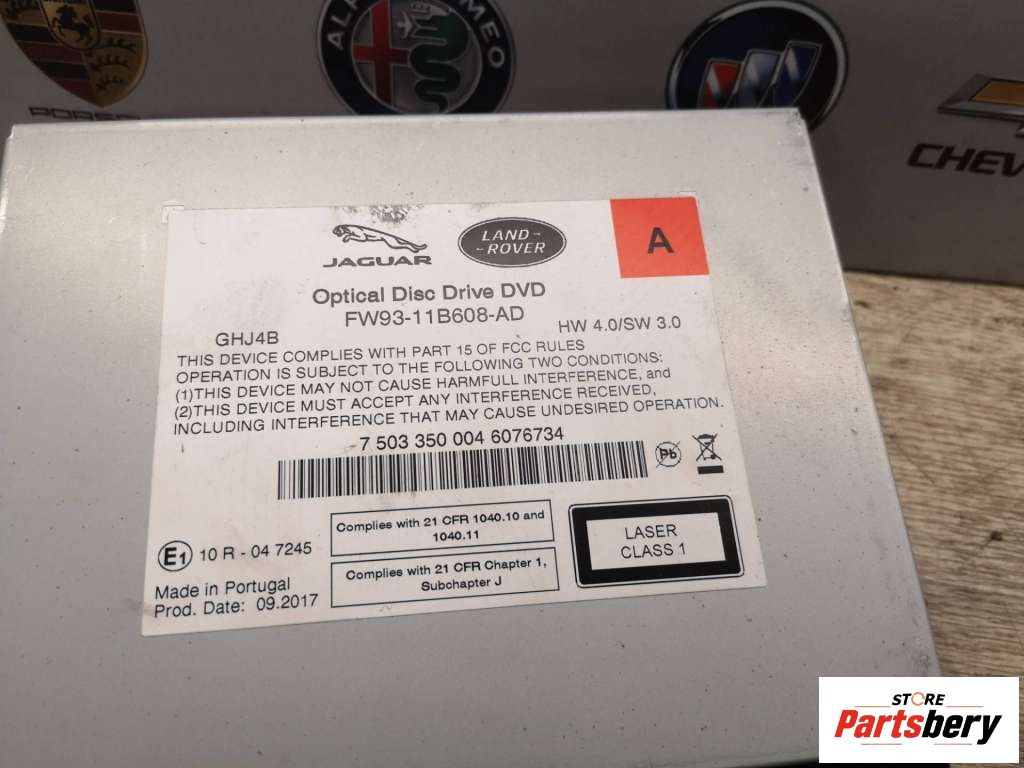 PORSC
ALFA ROMEO
CHEV
JAGUAR
LAND-
-ROVER
A
Optical Disc Drive DVD
FW93-11B608-AD
GHJ4B
HW 4.0/SW 3.0
THIS DEVICE COMPLIES WITH PART 15 OF FCC RULES
OPERATION IS SUBJECT TO THE FOLLOWING TWO CONDITIONS:
(1)THIS DEVICE MAY NOT CAUSE HARMFULL INTERFERENCE, and
(2)THIS DEVICE MUST ACCEPT ANY INTERFERENCE RECEIVED,
INCLUDING INTERFERENCE THAT MAY CAUSE UNDESIRED OPERATION.
7 503 350 004 6076734
Pb
E1 10 R - 04 7245
Complies with 21 CFR 1040.10 and
1040.11
Complies with 21 CFR Chapter 1,
Subchapter J
LASER
CLASS 1
Made in Portugal
Prod. Date: 09.2017
STORE
Partsbery